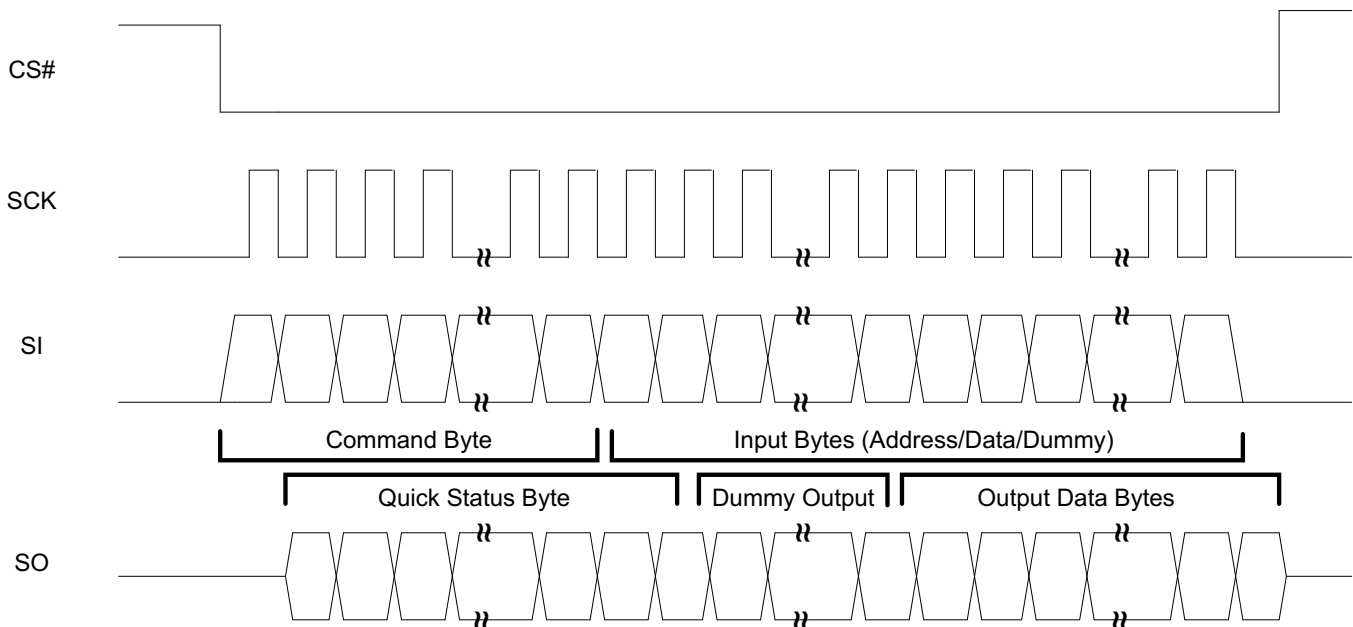 CS#
SCK
SI
Command Byte
Input Bytes (Address/Data/Dummy)
Quick Status Byte
Dummy Output
Output Data Bytes
SO